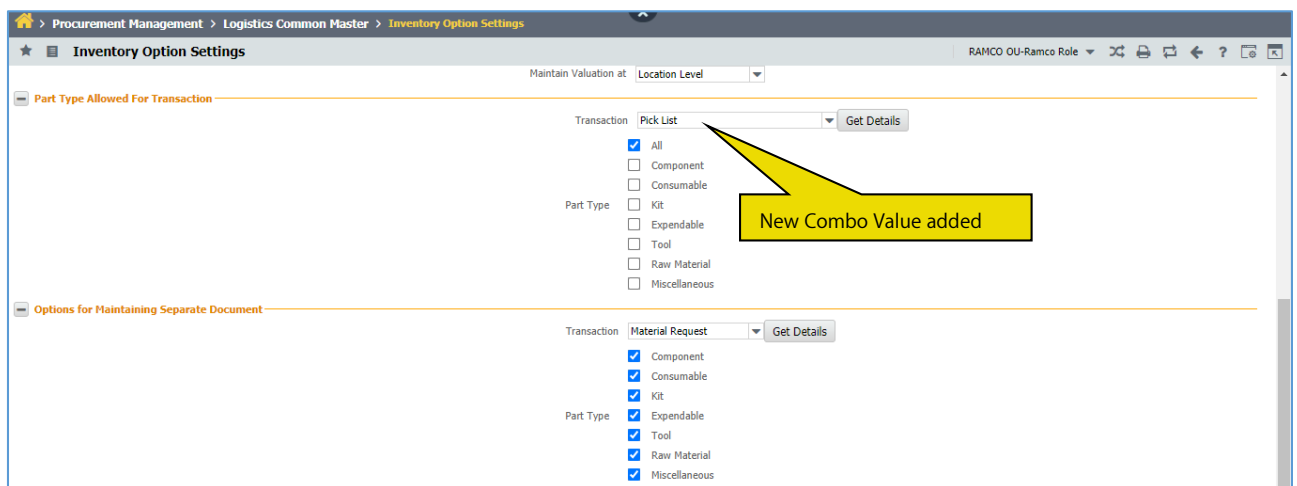 > Procurement Management > Logistics Common Master > Inventory Option Settings
Inventory Option Settings
RAMCO OU-Ramco Role
?
Maintain Valuation at Location Level
Part Type Allowed For Transaction
Transaction Pick List Get Details
All
Component
Consumable
Part Type Kit
Expendable
Tool
Raw Material
Miscellaneous
New Combo Value added
Options for Maintaining Separate Document
Transaction Material Request Get Details
Component
Consumable
Kit
Part Type Expendable
Tool
Raw Material
Miscellaneous